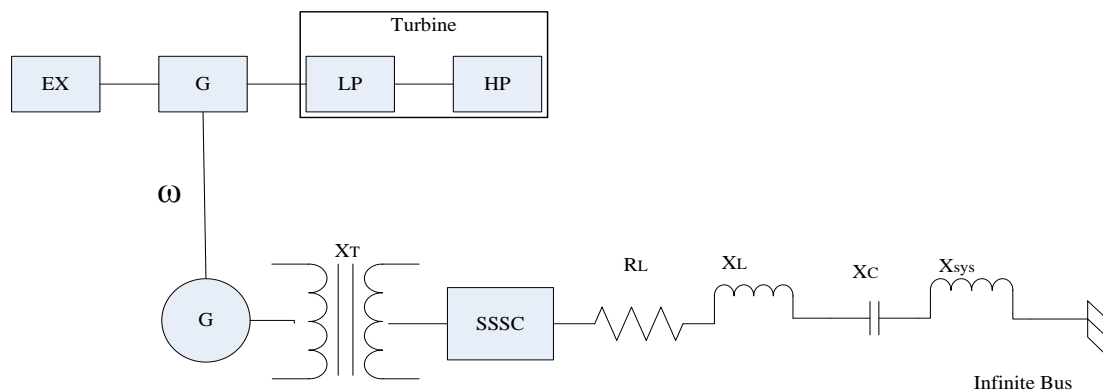 Turbine
EX
G
LP
HP
ω
XT
RL
XL
XC
Xsys
G
SSSC
Infinite Bus